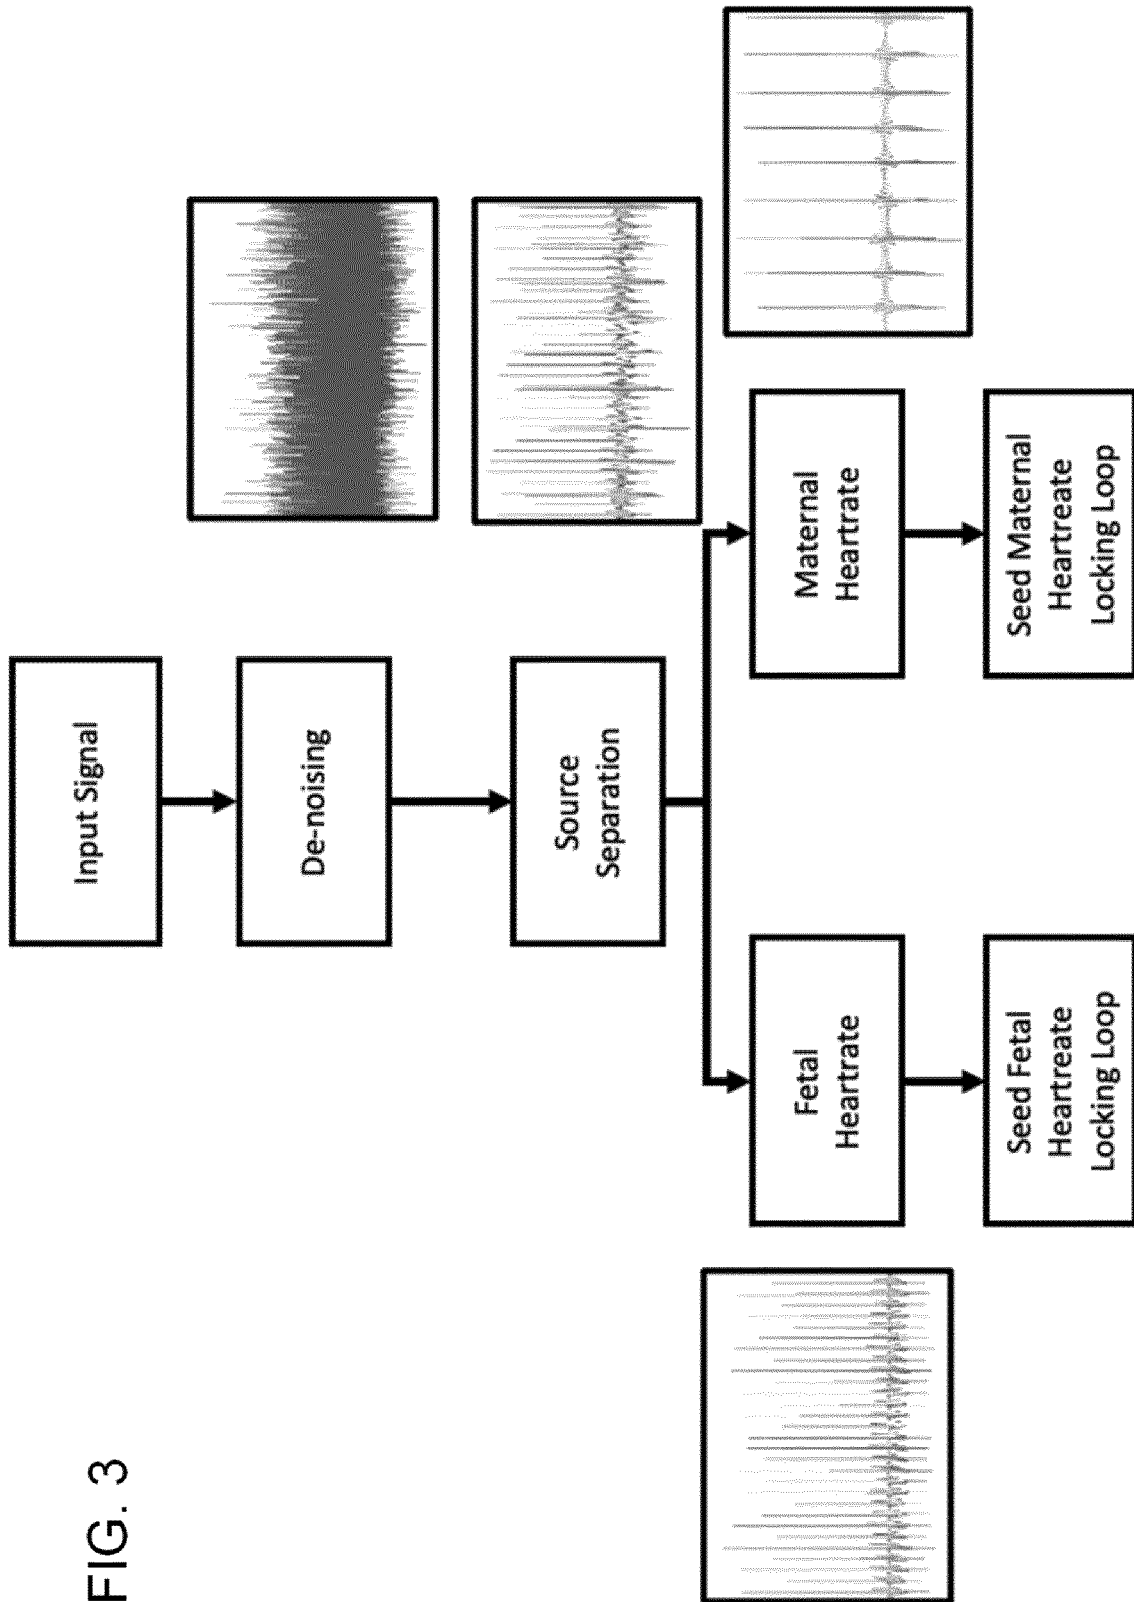 FIG. 3
Input Signal
De-noising
Source
Separation
Fetal
Heartrate
Maternal
Heartrate
Seed Fetal
Heartreate
Locking Loop
Seed Maternal
Heartreate
Locking Loop